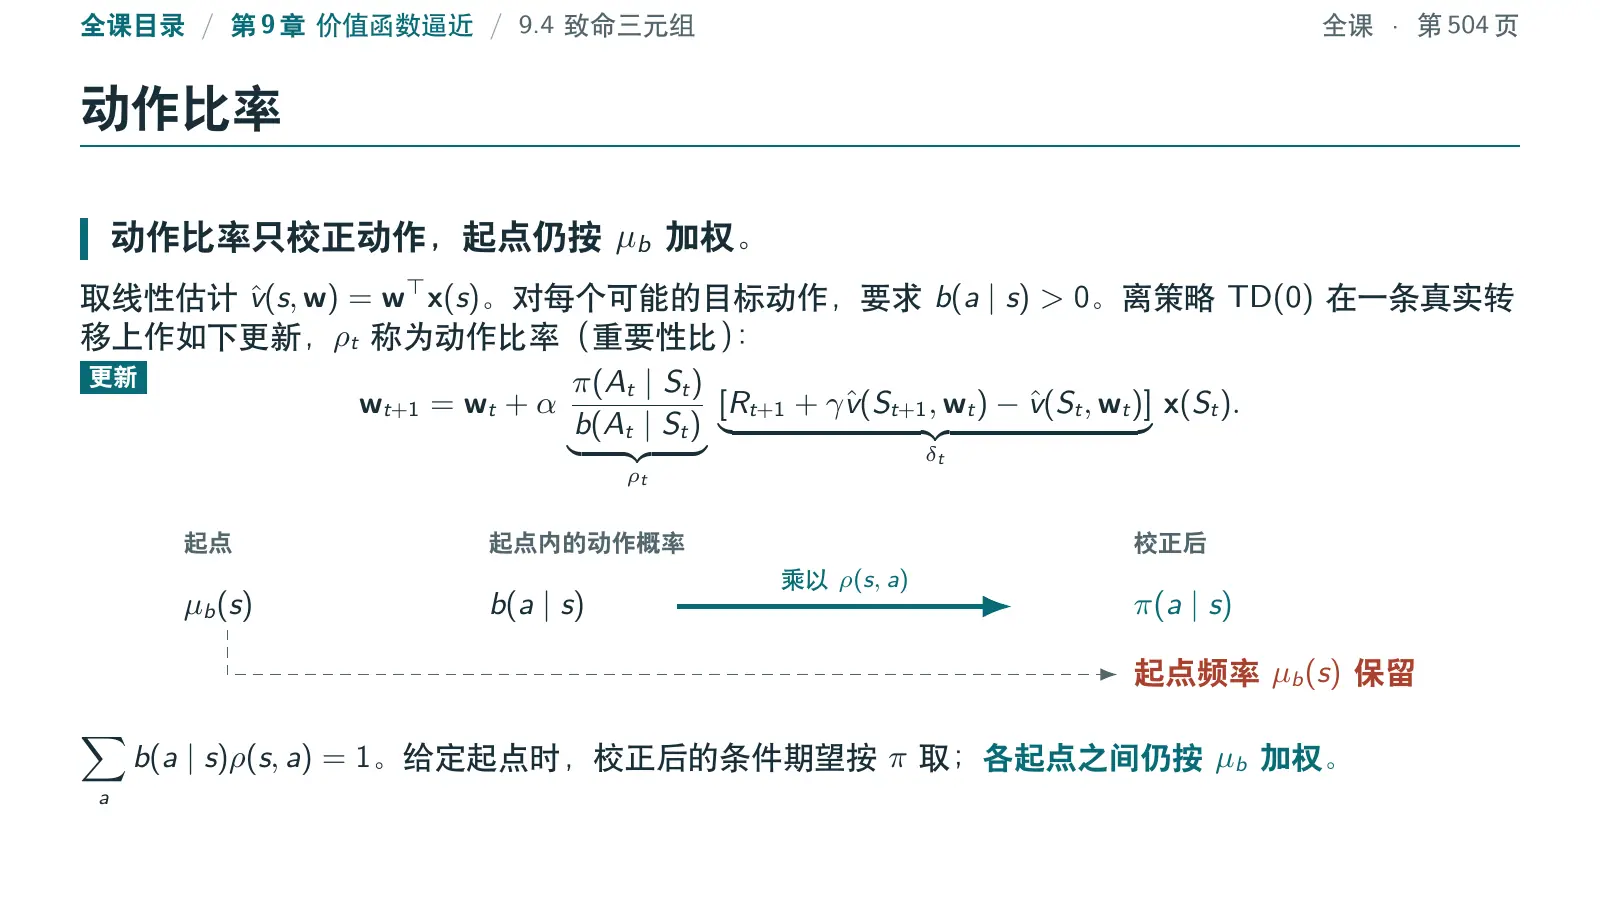 全课目录 / 第 9 章 价值函数逼近 / 9.4 致命三元组
全课 · 第 504 页
动作比率
动作比率只校正动作，起点仍按 μ_b 加权。
取线性估计 v̂(s, w) = w⊤x(s)。对每个可能的目标动作，要求 b(a | s) > 0。离策略 TD(0) 在一条真实转
移上作如下更新，ρ_t 称为动作比率（重要性比）：
更新
w_{t+1} = w_t + α π(A_t | S_t) / b(A_t | S_t) [R_{t+1} + γv̂(S_{t+1}, w_t) − v̂(S_t, w_t)] x(S_t).
ρ_t δ_t
起点 起点内的动作概率 校正后
乘以 ρ(s, a)
μ_b(s) b(a | s) π(a | s)
起点频率 μ_b(s) 保留
∑_a b(a | s)ρ(s, a) = 1。给定起点时，校正后的条件期望按 π 取；各起点之间仍按 μ_b 加权。